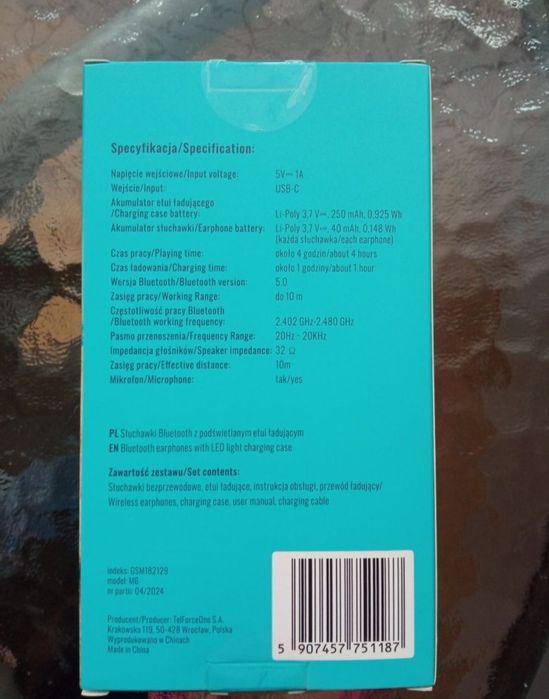 Specyfikacja/Specification:
Napięcie wejściowe/Input voltage: 5V⎓ 1A
Wejście/Input: USB-C
Akumulator etui ładującego
/Charging case battery: Li-Poly 3,7 V⎓, 250 mAh, 0,925 Wh
Akumulator słuchawki/Earphone battery: Li-Poly 3,7 V⎓, 40 mAh, 0,148 Wh
(każda słuchawka/each earphone)
Czas pracy/Playing time: około 4 godzin/about 4 hours
Czas ładowania/Charging time: około 1 godziny/about 1 hour
Wersja Bluetooth/Bluetooth version: 5.0
Zasięg pracy/Working Range: do 10 m
Częstotliwość pracy Bluetooth
/Bluetooth working frequency: 2.402 GHz-2.480 GHz
Pasmo przenoszenia/Frequency Range: 20Hz - 20KHz
Impedancja głośników/Speaker impedance: 32 Ω
Zasięg pracy/Effective distance: 10m
Mikrofon/Microphone: tak/yes
PL Słuchawki Bluetooth z podświetlanym etui ładującym
EN Bluetooth earphones with LED light charging case
Zawartość zestawu/Set contents:
Słuchawki bezprzewodowe, etui ładujące, instrukcja obsługi, przewód ładujący/
Wireless earphones, charging case, user manual, charging cable
indeks: GSM182129
model: M6
nr partii: 04/2024
Producent/Producer: TelForceOne S.A.
Krakowska 119, 50-428 Wrocław, Polska
Wyprodukowano w Chinach
Made in China
5 907457 751187